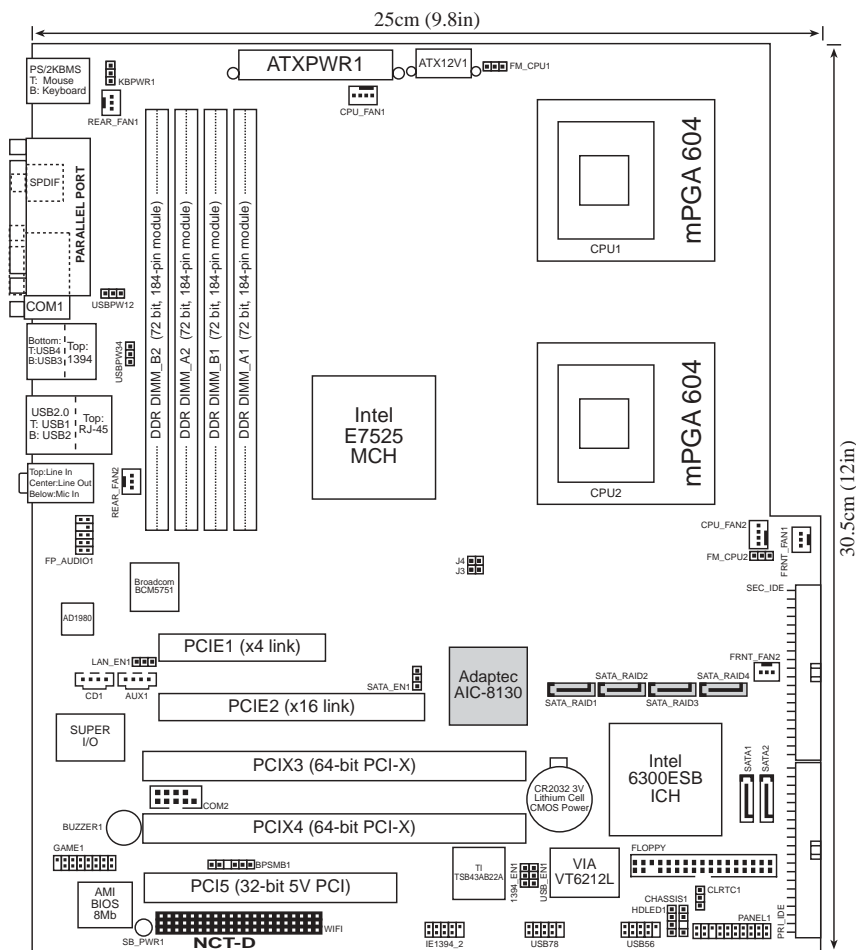 25cm (9.8in)
PS/2KBMS
T: Mouse
B: Keyboard
KBPWR1
REAR_FAN1
ATXPWR1
ATX12V1
FM_CPU1
CPU_FAN1
SPDIF
PARALLEL PORT
COM1
USBPW12
Bottom:
T:USB4
B:USB3
Top:
1394
USBPW34
USB2.0
T: USB1
B: USB2
Top:
RJ-45
Top:Line In
Center:Line Out
Below:Mic In
REAR_FAN2
FP_AUDIO1
DDR DIMM_B2 (72 bit, 184-pin module)
DDR DIMM_A2 (72 bit, 184-pin module)
DDR DIMM_B1 (72 bit, 184-pin module)
DDR DIMM_A1 (72 bit, 184-pin module)
CPU1
mPGA 604
Intel
E7525
MCH
CPU2
mPGA 604
30.5cm (12in)
CPU_FAN2
FM_CPU2
FRNT_FAN1
SEC_IDE
J4
J3
Broadcom
BCM5751
AD1980
PCIE1 (x4 link)
LAN_EN1
CD1
AUX1
SATA_EN1
PCIE2 (x16 link)
Adaptec
AIC-8130
FRNT_FAN2
SATA_RAID2
SATA_RAID4
SATA_RAID1
SATA_RAID3
SUPER
I/O
PCIX3 (64-bit PCI-X)
COM2
CR2032 3V
Lithium Cell
CMOS Power
Intel
6300ESB
ICH
SATA1
SATA2
BUZZER1
PCIX4 (64-bit PCI-X)
GAME1
BPSMB1
TI
TSB43AB22A
1394_EN1
USB_EN1
VIA
VT6212L
FLOPPY
AMI
BIOS
8Mb
PCI5 (32-bit 5V PCI)
CHASSIS1
HDLED1
CLRTC1
PANEL1
PRI_IDE
SB_PWR1
NCT-D
WIFI
IE1394_2
USB78
USB56